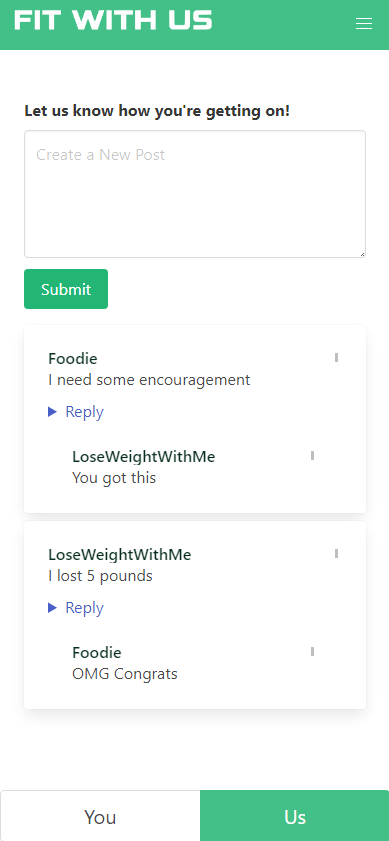 FIT WITH US
Let us know how you're getting on!
Create a New Post
Submit
Foodie
I need some encouragement
Reply
LoseWeightWithMe
You got this
LoseWeightWithMe
I lost 5 pounds
Reply
Foodie
OMG Congrats
You
Us